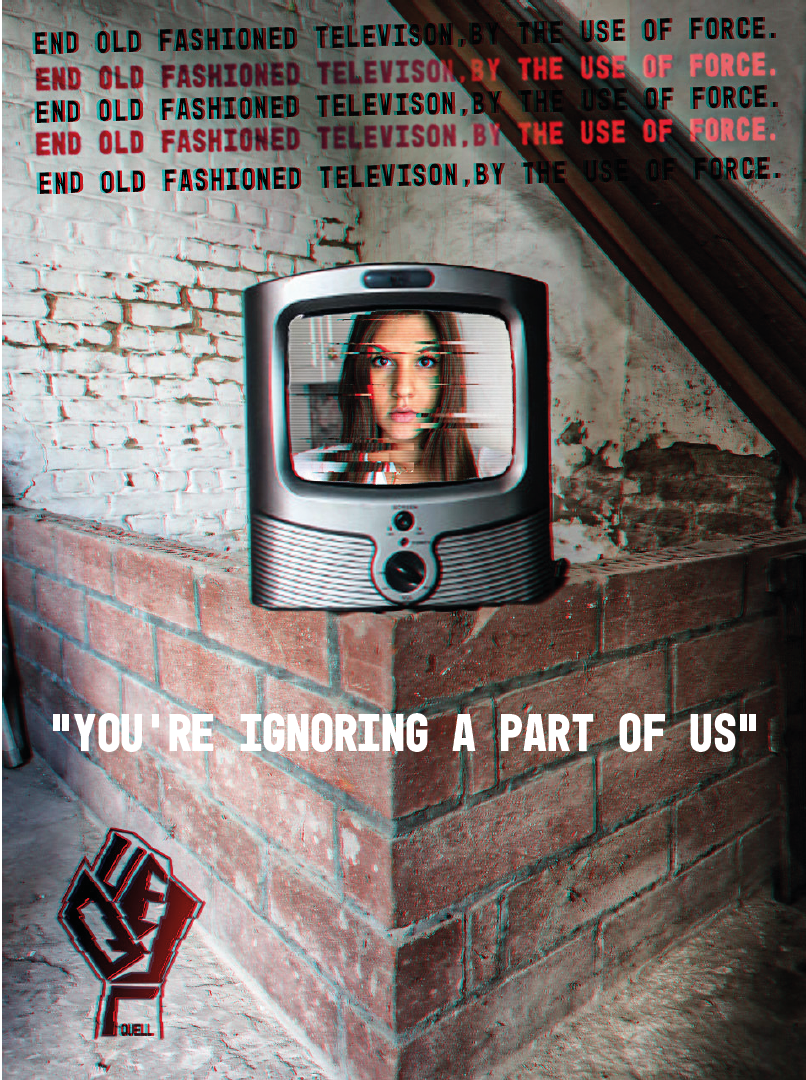 END OLD FASHIONED TELEVISON,BY THE USE OF FORCE.
END OLD FASHIONED TELEVISON,BY THE USE OF FORCE.
END OLD FASHIONED TELEVISON,BY THE USE OF FORCE.
END OLD FASHIONED TELEVISON,BY THE USE OF FORCE.
END OLD FASHIONED TELEVISON,BY THE USE OF FORCE.
"YOU'RE IGNORING A PART OF US"
QUELL
QUELL